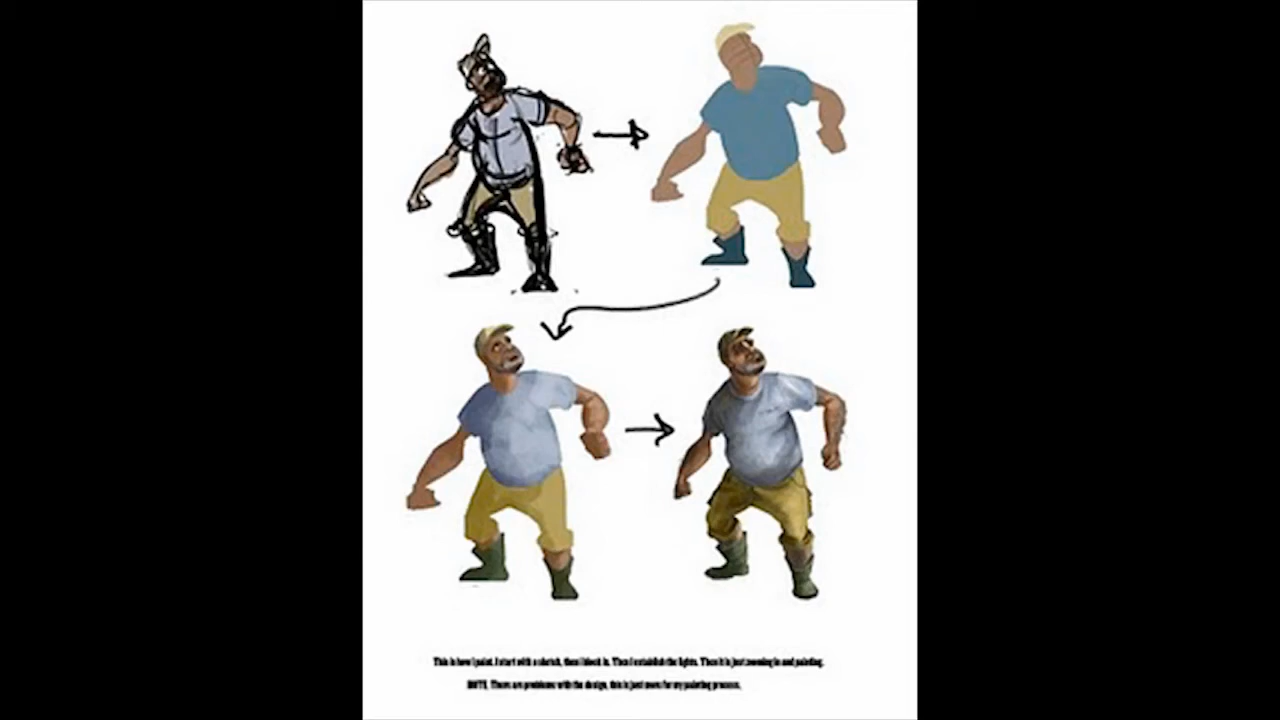 This is how I paint. I start with a sketch, then I block in. Then I establish the lights. Then it is just zooming in and painting.
NOTE. There are problems with the design, this is just more for my painting process.